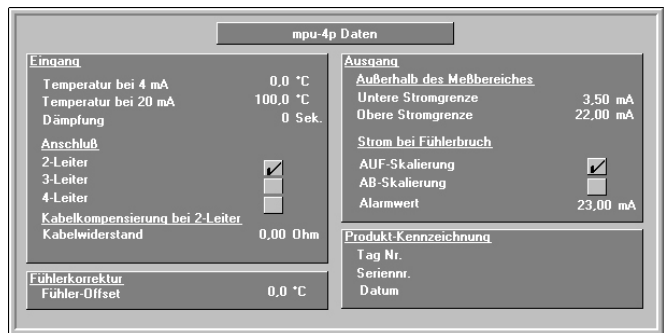 mpu-4p Daten
Eingang
Temperatur bei 4 mA 0,0 °C
Temperatur bei 20 mA 100,0 °C
Dämpfung 0 Sek.
Anschluß
2-Leiter
3-Leiter
4-Leiter
Kabelkompensierung bei 2-Leiter
Kabelwiderstand 0,00 Ohm
Fühlerkorrektur
Fühler-Offset 0,0 °C
Ausgang
Außerhalb des Meßbereiches
Untere Stromgrenze 3,50 mA
Obere Stromgrenze 22,00 mA
Strom bei Fühlerbruch
AUF-Skalierung
AB-Skalierung
Alarmwert 23,00 mA
Produkt-Kennzeichnung
Tag Nr.
Seriennr.
Datum